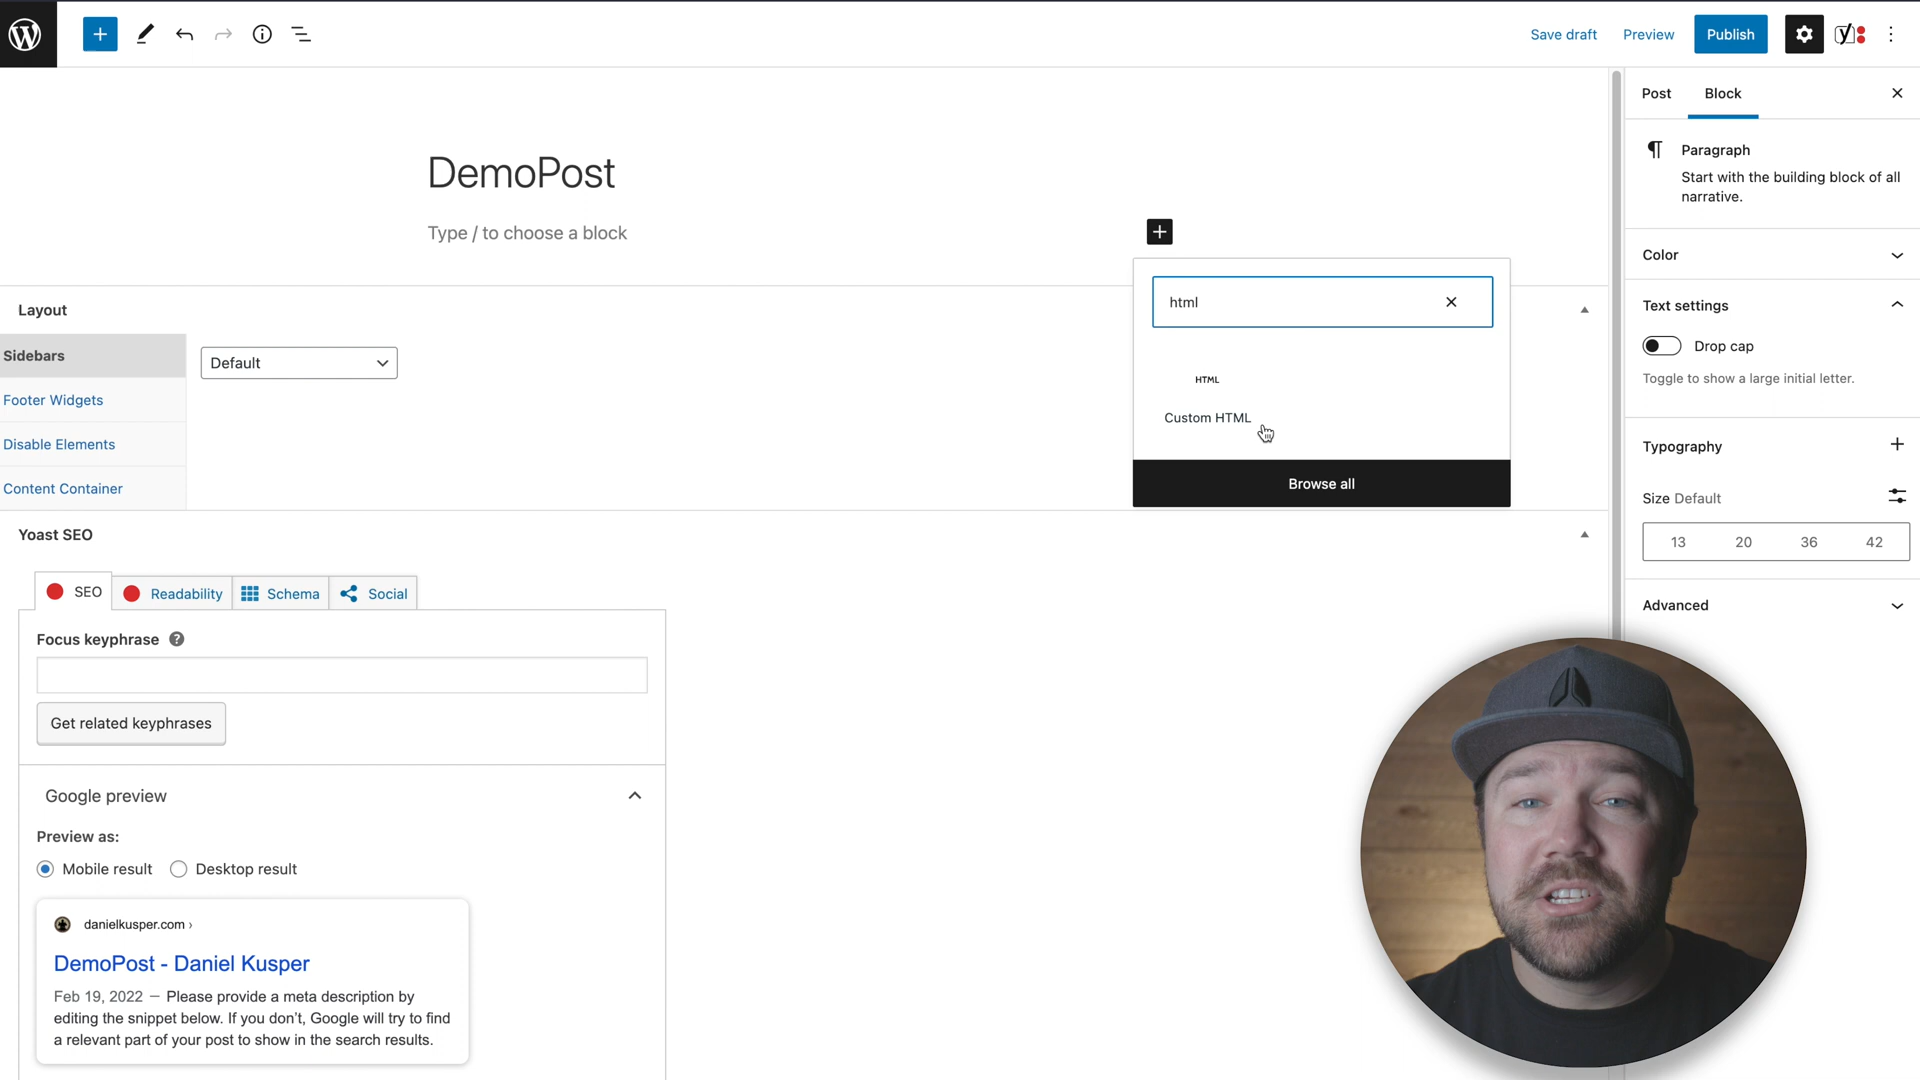 Save draft
Preview
Publish
Post
Block
DemoPost
Type / to choose a block
Paragraph
Start with the building block of all
narrative.
Color
Text settings
Drop cap
Toggle to show a large initial letter.
Typography
Size Default
13 20 36 42
Advanced
html
HTML
Custom HTML
Browse all
Layout
Sidebars
Default
Footer Widgets
Disable Elements
Content Container
Yoast SEO
SEO
Readability
Schema
Social
Focus keyphrase ?
Get related keyphrases
Google preview
Preview as:
Mobile result
Desktop result
danielkusper.com ›
DemoPost - Daniel Kusper
Feb 19, 2022 — Please provide a meta description by
editing the snippet below. If you don’t, Google will try to find
a relevant part of your post to show in the search results.